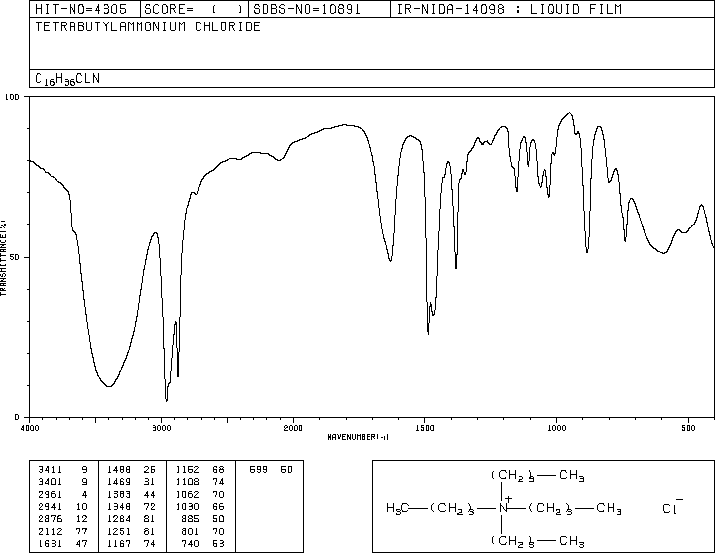 HIT-NO=4305 SCORE= ( ) SDBS-NO=10891 IR-NIDA-14098 : LIQUID FILM
TETRABUTYLAMMONIUM CHLORIDE
C16H36CLN
100
TRANSMITTANCE(%)
50
0
4000 3000 2000 1500 1000 500
WAVENUMBER(-1)
3411 9 1488 26 1152 68 599 50
3401 9 1469 31 1108 74
2961 4 1383 44 1062 70
2941 10 1348 72 1030 66
2876 12 1284 81 885 50
2112 77 1251 81 801 70
1631 47 1167 74 740 53
(CH2)3—CH3
H3C—(CH2)3—N+—(CH2)3—CH3 Cl−
(CH2)3—CH3